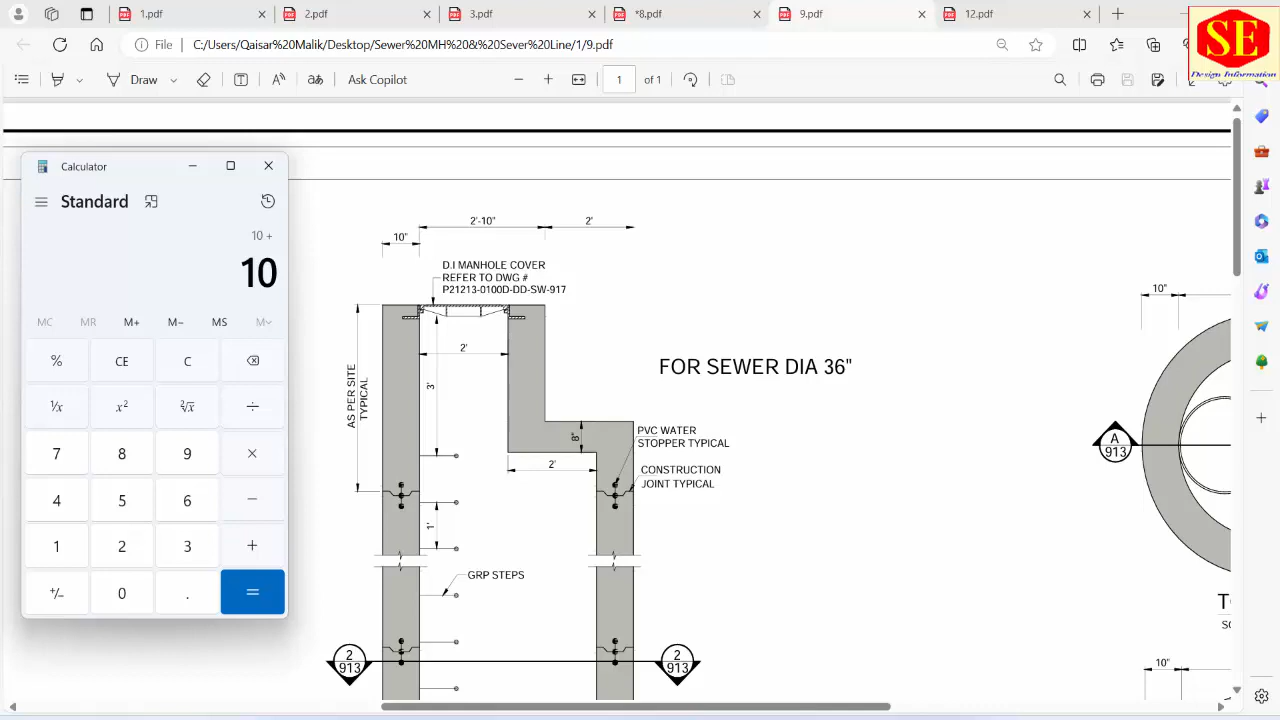 1.pdf
2.pdf
3.pdf
*8.pdf
9.pdf
12.pdf
File
C:/Users/Qaisar%20Malik/Desktop/Sewer%20MH%20&%20Sever%20Line/1/9.pdf
SE
Design Information
Draw
Ask Copilot
1
of 1
Calculator
Standard
10 +
10
MC MR M+ M− MS M˅
% CE C
¹/x x² ²√x ÷
7 8 9 ×
4 5 6 −
1 2 3 +
+/− 0 . =
2'-10"
2'
10"
D.I MANHOLE COVER
REFER TO DWG #
P21213-0100D-DD-SW-917
2'
3'
AS PER SITE
TYPICAL
FOR SEWER DIA 36"
8"
PVC WATER
STOPPER TYPICAL
2'
CONSTRUCTION
JOINT TYPICAL
1'
GRP STEPS
2
913
2
913
10"
A
913
10"